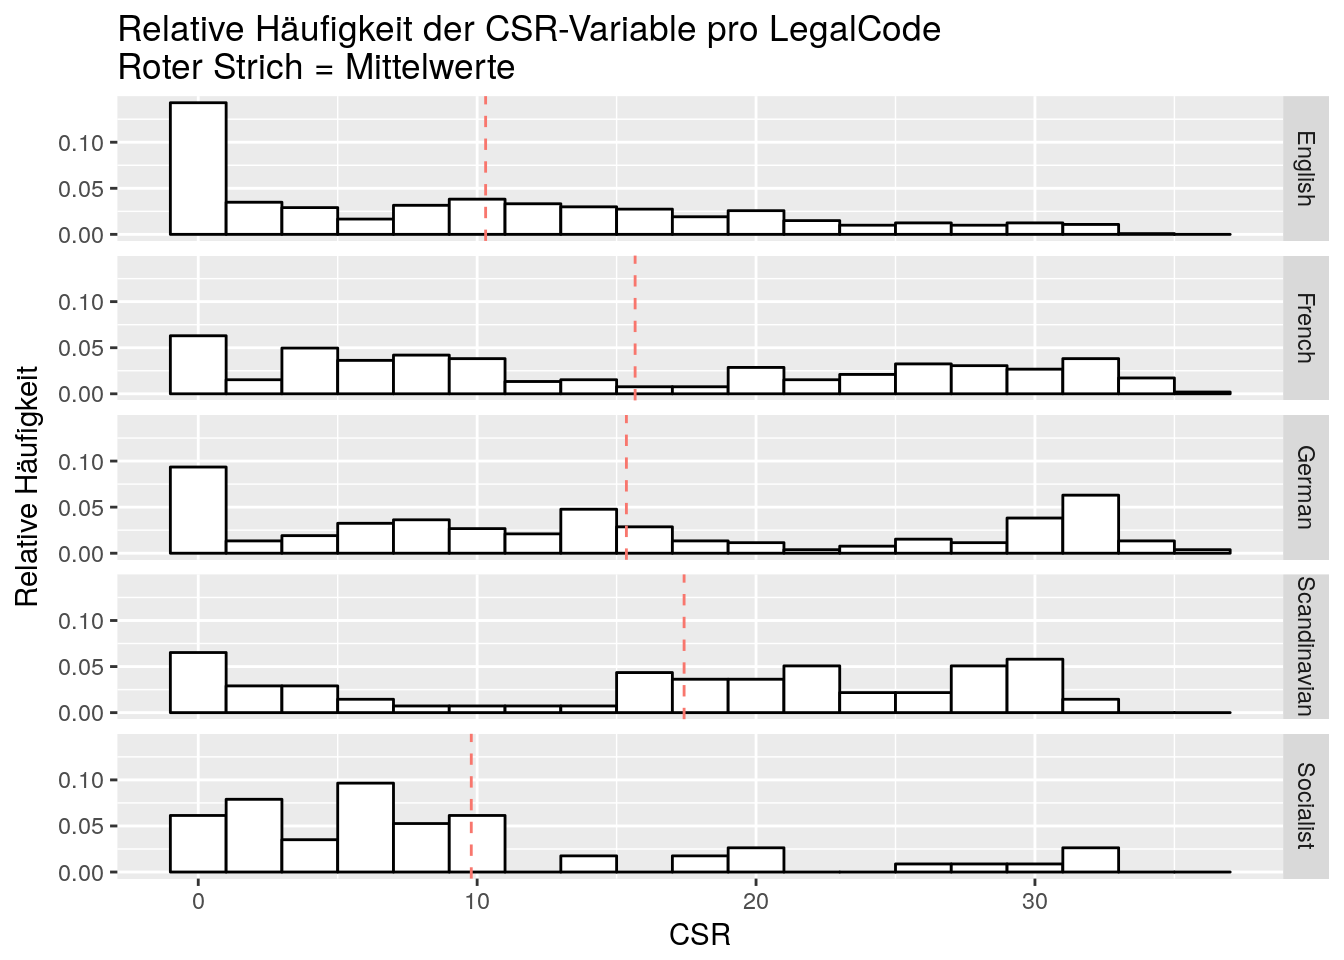 Relative Häufigkeit der CSR-Variable pro LegalCode
Roter Strich = Mittelwerte
Relative Häufigkeit
0.10
0.05
0.00
English
0.10
0.05
0.00
French
0.10
0.05
0.00
German
0.10
0.05
0.00
Scandinavian
0.10
0.05
0.00
Socialist
0 10 20 30
CSR